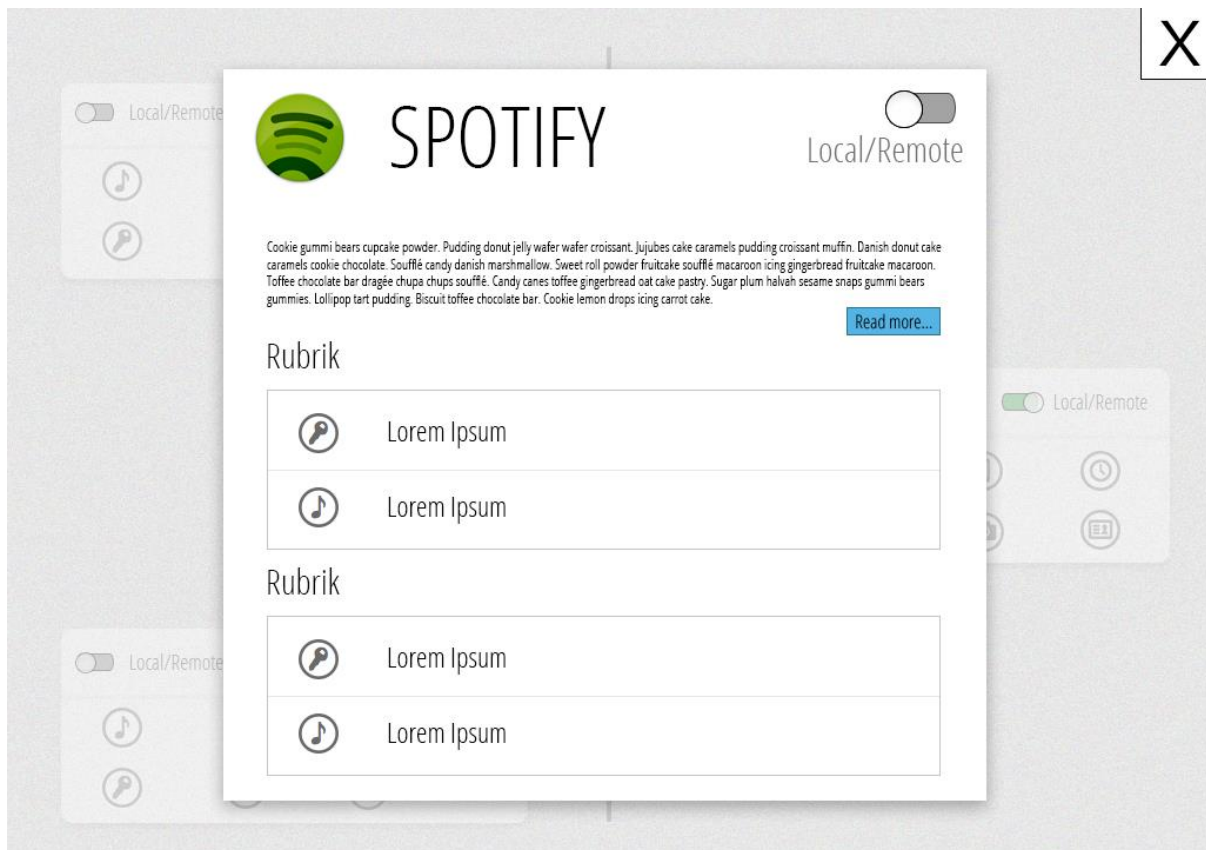 X
Local/Remote
SPOTIFY
Local/Remote
Cookie gummi bears cupcake powder. Pudding donut jelly wafer wafer croissant. Jujubes cake caramels pudding croissant muffin. Danish donut cake
caramels cookie chocolate. Soufflé candy danish marshmallow. Sweet roll powder fruitcake soufflé macaroon icing gingerbread fruitcake macaroon.
Toffee chocolate bar dragée chupa chups soufflé. Candy canes toffee gingerbread oat cake pastry. Sugar plum halvah sesame snaps gummi bears
gummies. Lollipop tart pudding. Biscuit toffee chocolate bar. Cookie lemon drops icing carrot cake.
Read more...
Rubrik
Lorem Ipsum
Lorem Ipsum
Local/Remote
Rubrik
Lorem Ipsum
Lorem Ipsum
Local/Remote